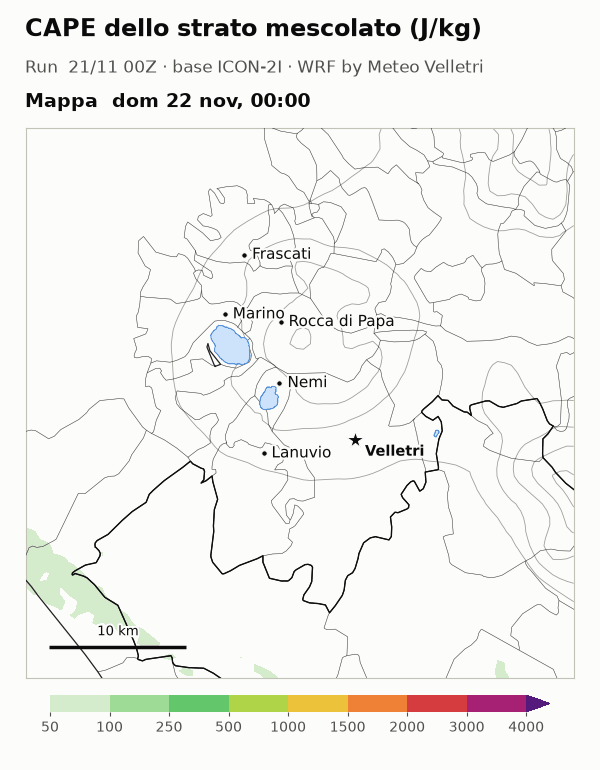 CAPE dello strato mescolato (J/kg)
Run  21/11 00Z · base ICON-2I · WRF by Meteo Velletri
Mappa  dom 22 nov, 00:00
Frascati
Marino
Rocca di Papa
Nemi
Velletri
Lanuvio
10 km
50 100 250 500 1000 1500 2000 3000 4000